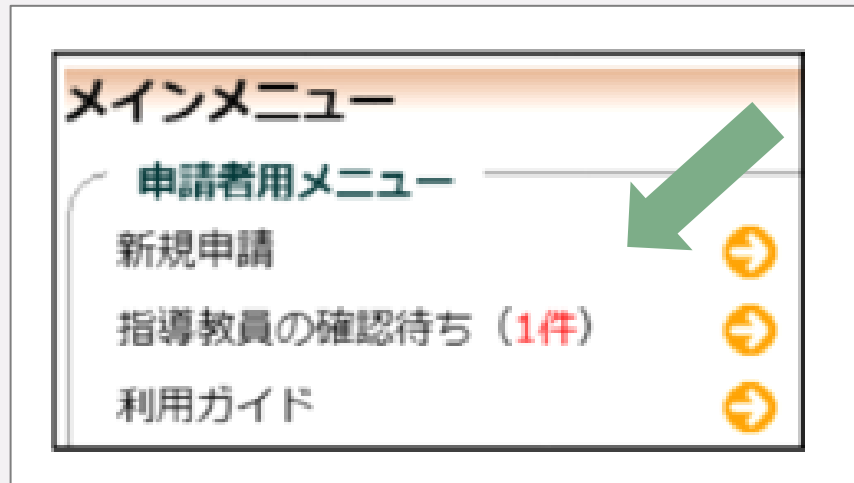 メインメニュー
申請者用メニュー
新規申請
指導教員の確認待ち（1件）
利用ガイド